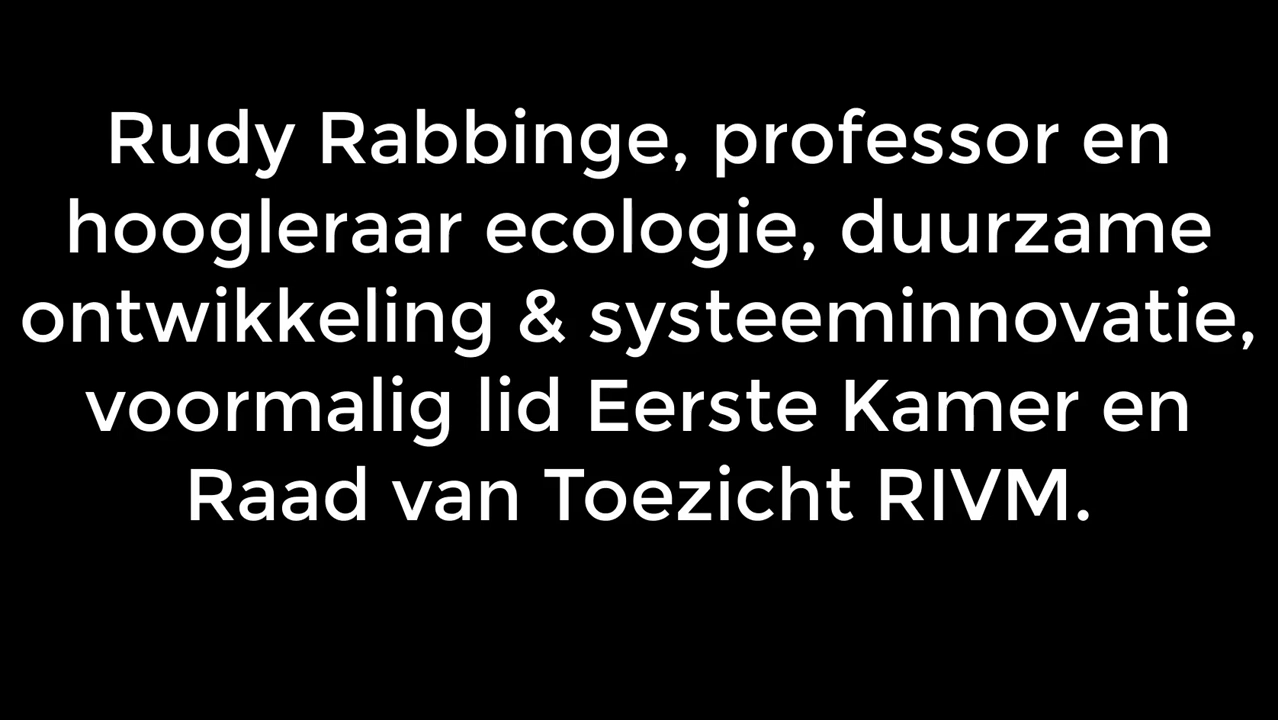 Rudy Rabbinge, professor en
hoogleraar ecologie, duurzame
ontwikkeling & systeeminnovatie,
voormalig lid Eerste Kamer en
Raad van Toezicht RIVM.